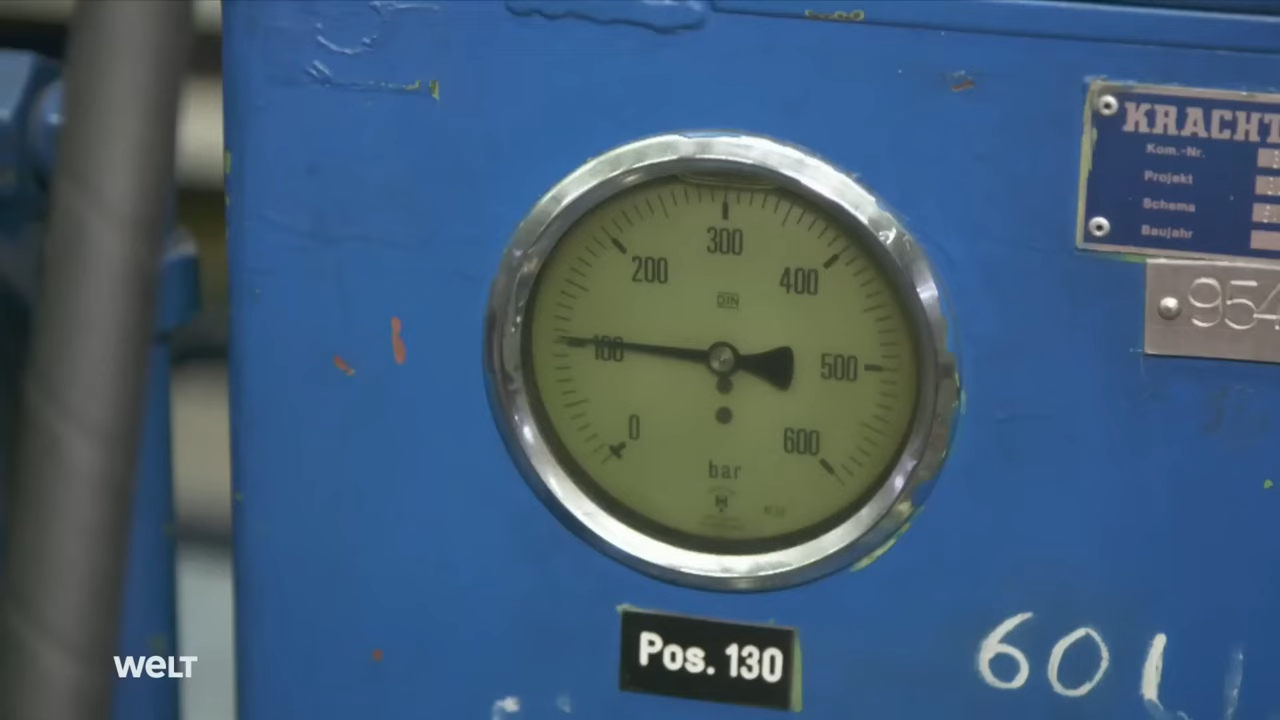 KRACHT
Kom.-Nr.
Projekt
Schema
Baujahr
954
300
200
400
DIN
100
500
0
600
bar
Pos. 130
601
WELT